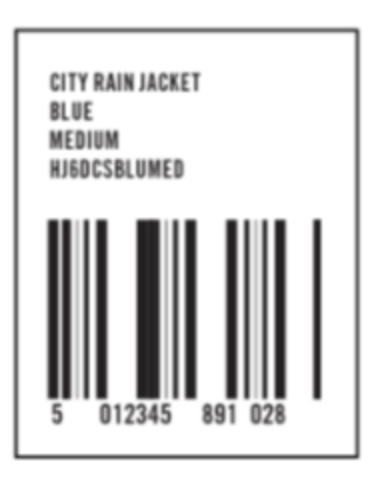 CITY RAIN JACKET
BLUE
MEDIUM
HJ6DCSBLUMED
5 012345 891 028